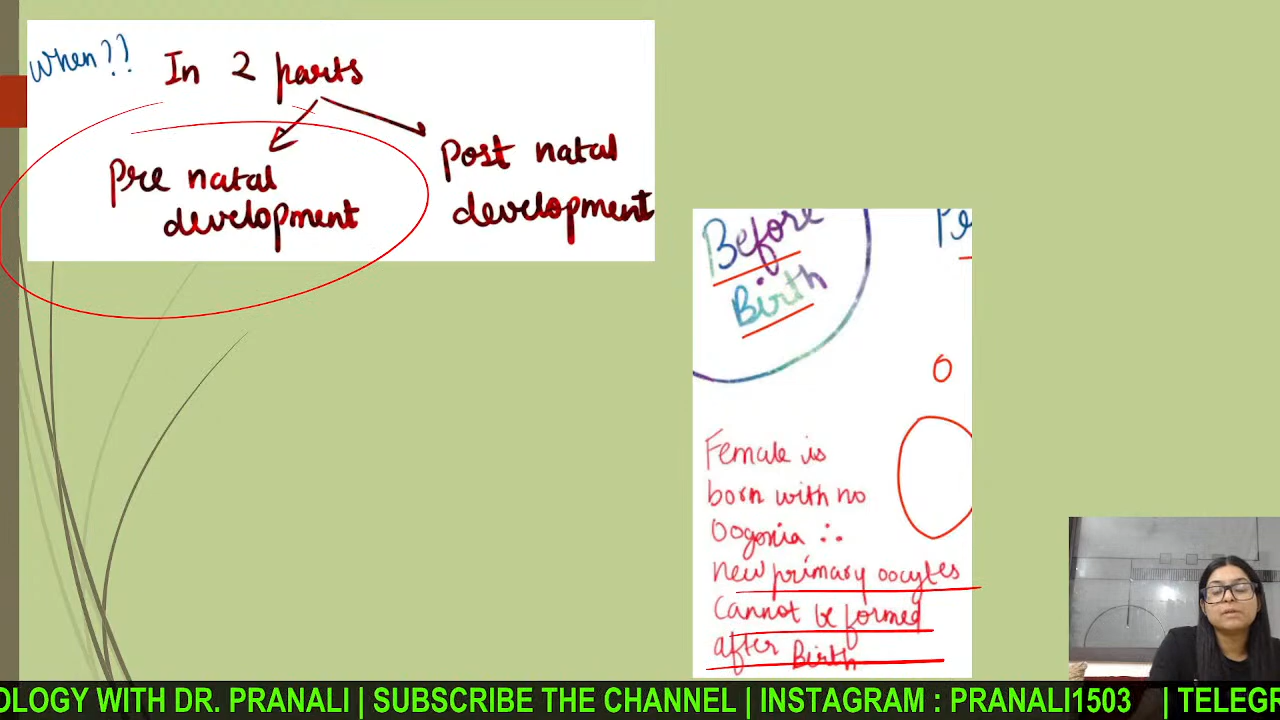 When??
In 2 parts
Pre natal
development
Post natal
development
Before
Birth
Female is
born with no
Oogonia ∴
new primary oocytes
Cannot be formed
after Birth
OLOGY WITH DR. PRANALI | SUBSCRIBE THE CHANNEL | INSTAGRAM : PRANALI1503 | TELEGR